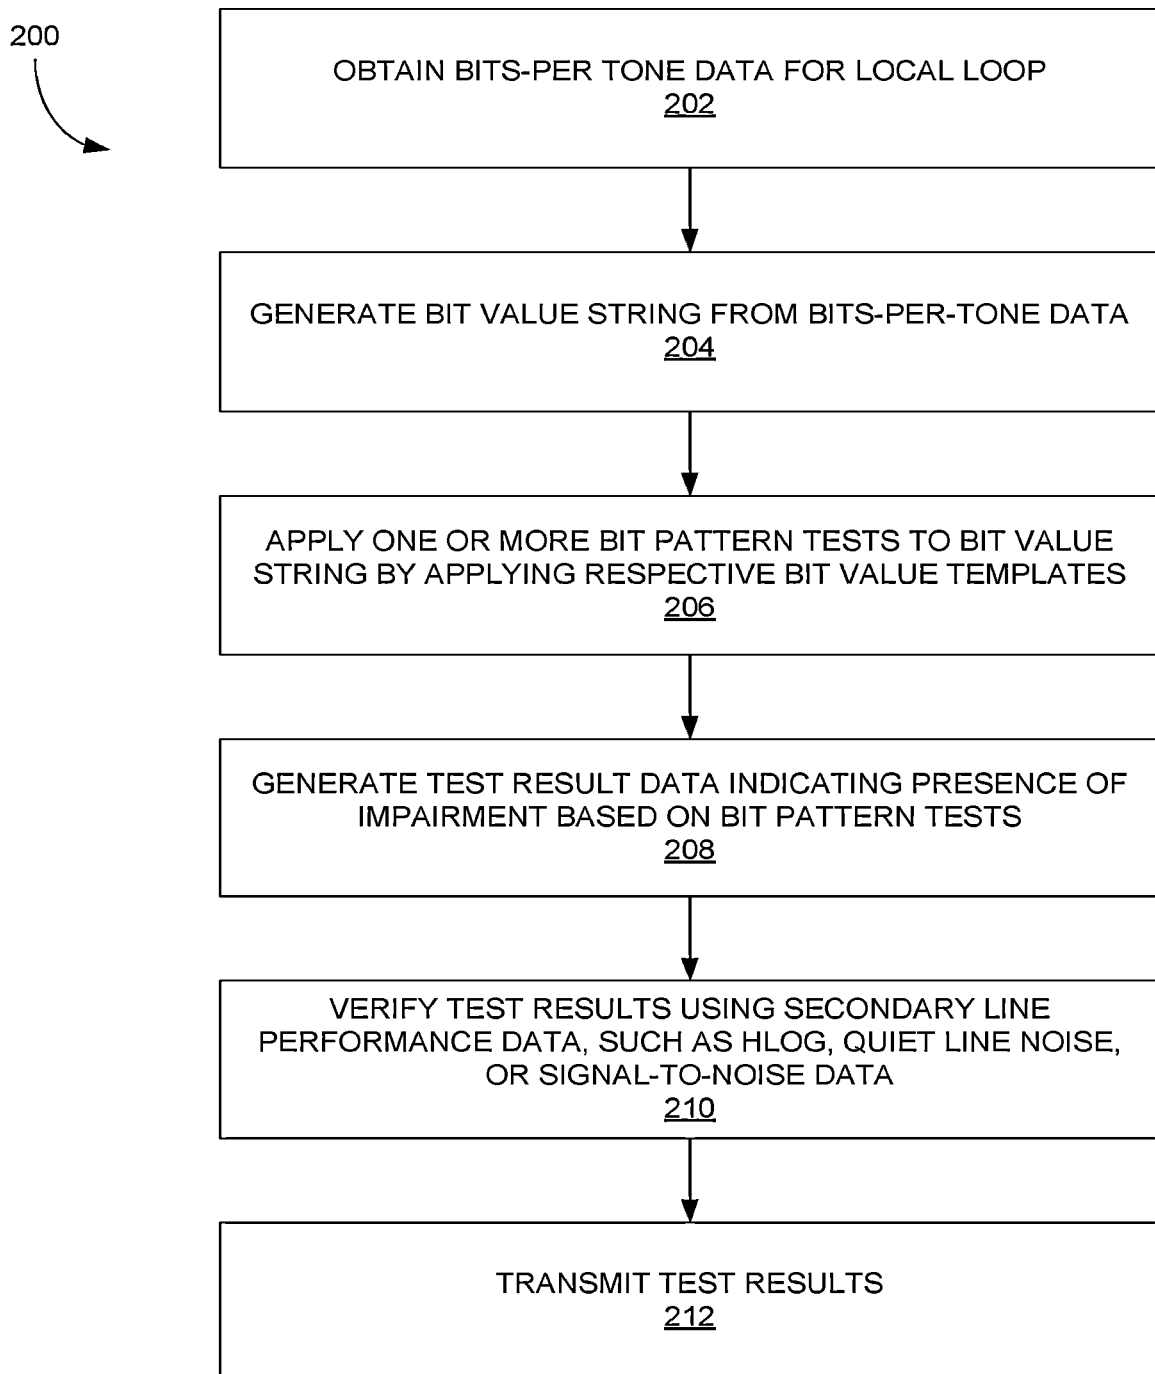 200
OBTAIN BITS-PER TONE DATA FOR LOCAL LOOP
202
GENERATE BIT VALUE STRING FROM BITS-PER-TONE DATA
204
APPLY ONE OR MORE BIT PATTERN TESTS TO BIT VALUE
STRING BY APPLYING RESPECTIVE BIT VALUE TEMPLATES
206
GENERATE TEST RESULT DATA INDICATING PRESENCE OF
IMPAIRMENT BASED ON BIT PATTERN TESTS
208
VERIFY TEST RESULTS USING SECONDARY LINE
PERFORMANCE DATA, SUCH AS HLOG, QUIET LINE NOISE,
OR SIGNAL-TO-NOISE DATA
210
TRANSMIT TEST RESULTS
212